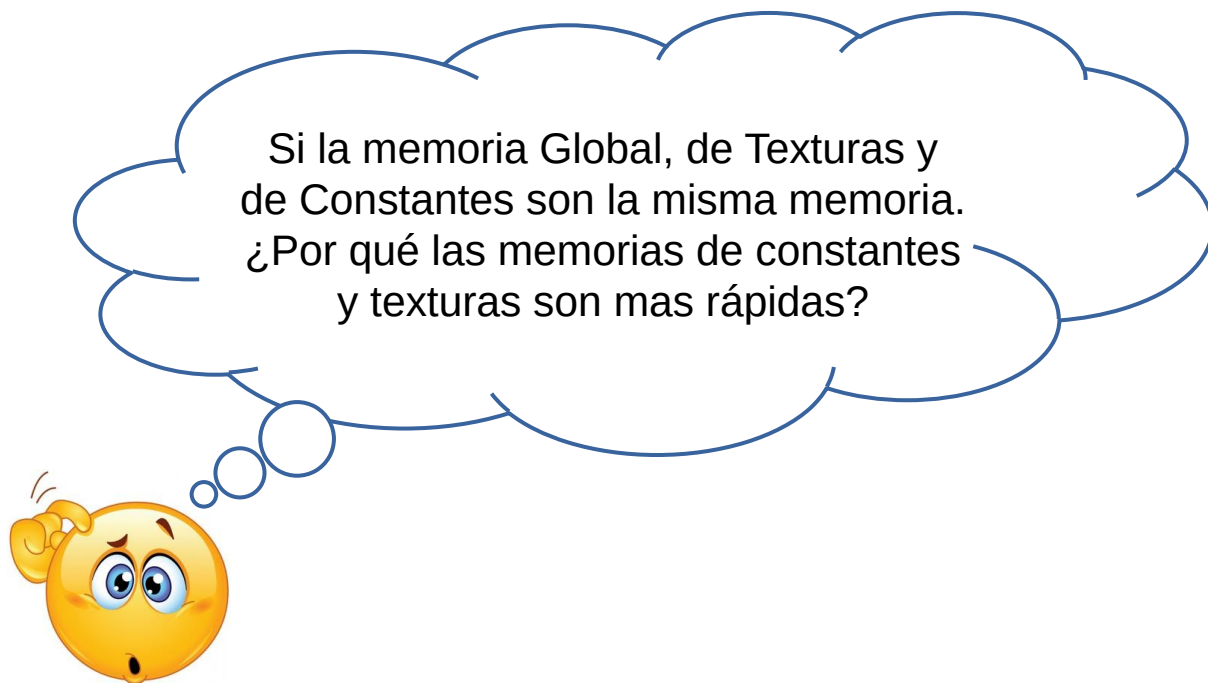 Si la memoria Global, de Texturas y
de Constantes son la misma memoria.
¿Por qué las memorias de constantes
y texturas son mas rápidas?